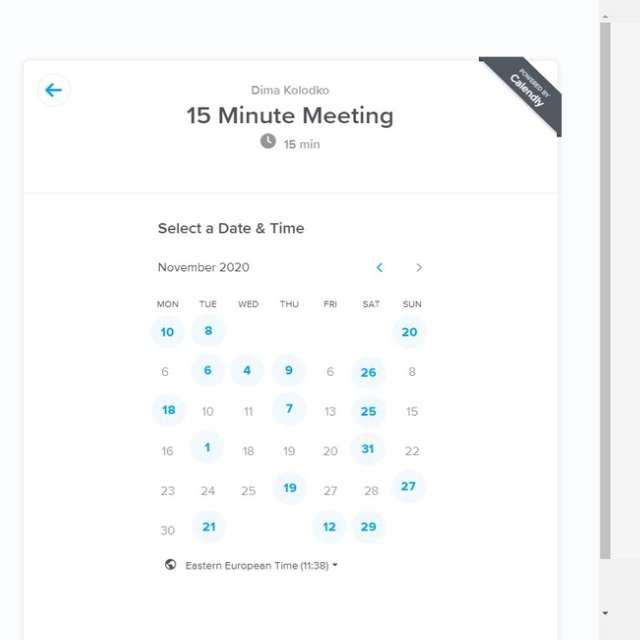 POWERED BY
Calendly
Dima Kolodko
15 Minute Meeting
15 min
Select a Date & Time
November 2020
MON TUE WED THU FRI SAT SUN
10 8 20
6 6 4 9 6 26 8
18 10 11 7 13 25 15
16 1 18 19 20 31 22
23 24 25 19 27 28 27
30 21 12 29
Eastern European Time (11:38)